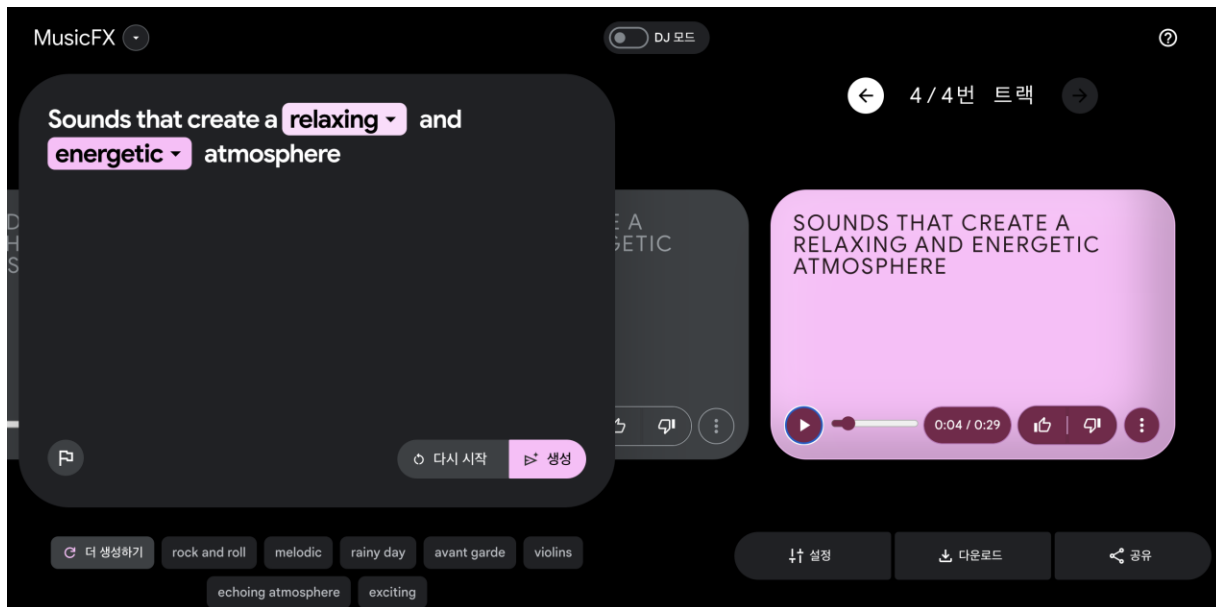 MusicFX
DJ 모드
Sounds that create a relaxing and
energetic atmosphere
다시 시작
생성
더 생성하기
rock and roll
melodic
rainy day
avant garde
violins
echoing atmosphere
exciting
4 / 4번 트랙
E A
GETIC
SOUNDS THAT CREATE A
RELAXING AND ENERGETIC
ATMOSPHERE
0:04 / 0:29
설정
다운로드
공유